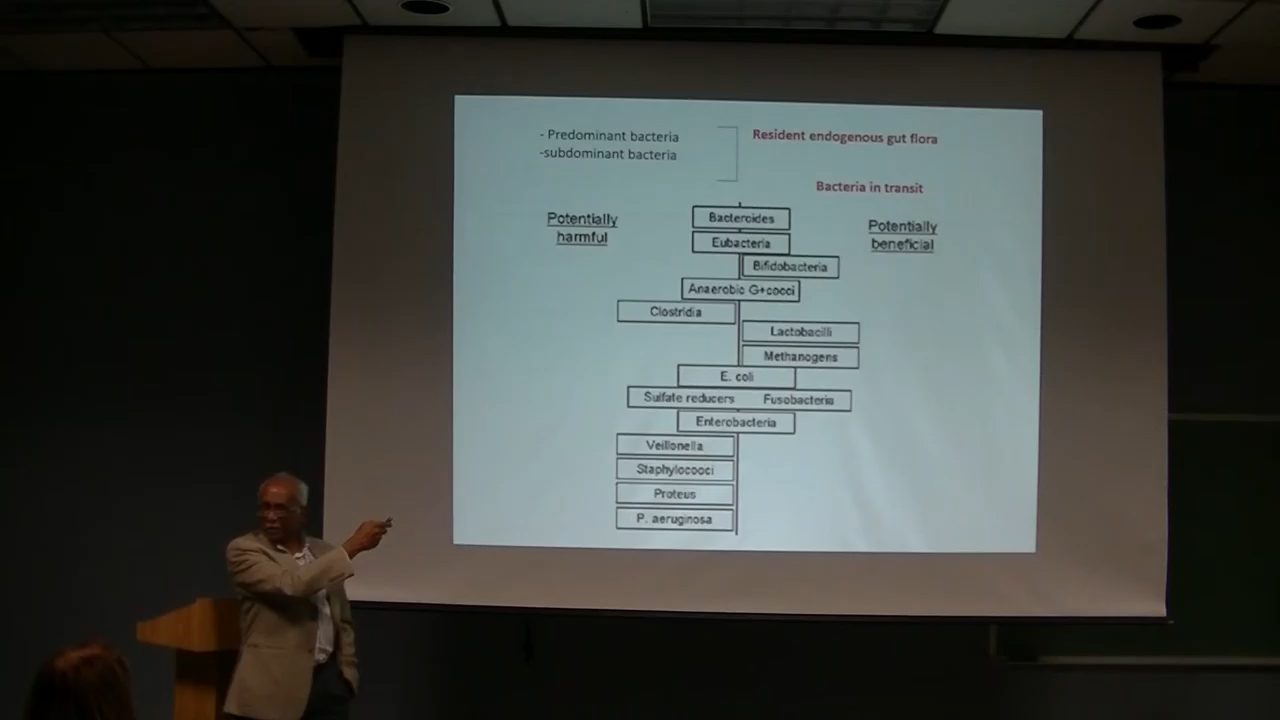 - Predominant bacteria
-subdominant bacteria
Resident endogenous gut flora
Bacteria in transit
Potentially
harmful
Potentially
beneficial
Bacteroides
Eubacteria
Bifidobacteria
Anaerobic G+cocci
Clostridia
Lactobacilli
Methanogens
E. coli
Sulfate reducers Fusobacteria
Enterobacteria
Veillonella
Staphylococci
Proteus
P. aeruginosa